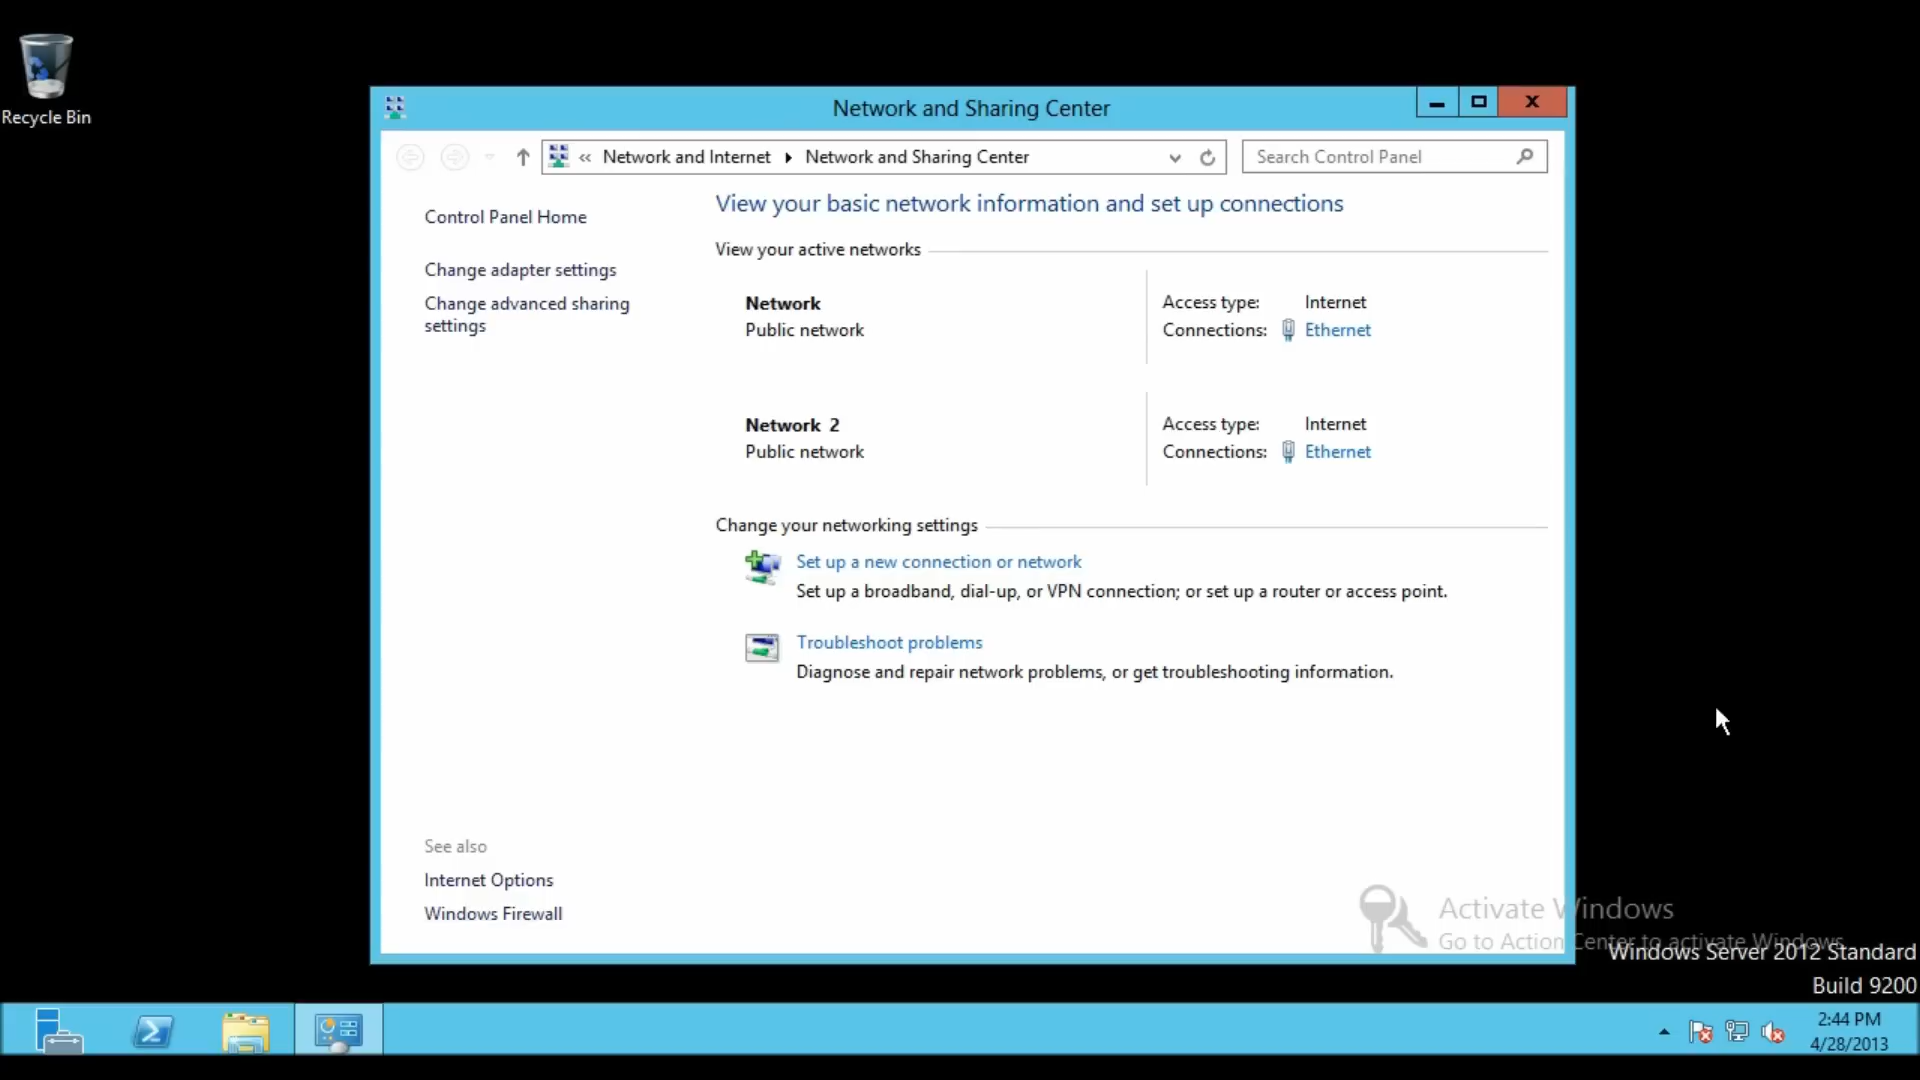 Recycle Bin
Network and Sharing Center
« Network and Internet Network and Sharing Center
Search Control Panel
Control Panel Home
Change adapter settings
Change advanced sharing
settings
View your basic network information and set up connections
View your active networks
Network
Public network
Access type: Internet
Connections: Ethernet
Network 2
Public network
Access type: Internet
Connections: Ethernet
Change your networking settings
Set up a new connection or network
Set up a broadband, dial-up, or VPN connection; or set up a router or access point.
Troubleshoot problems
Diagnose and repair network problems, or get troubleshooting information.
See also
Internet Options
Windows Firewall
Activate Windows
Go to Action Center to activate Windows.
Windows Server 2012 Standard
Build 9200
2:44 PM
4/28/2013